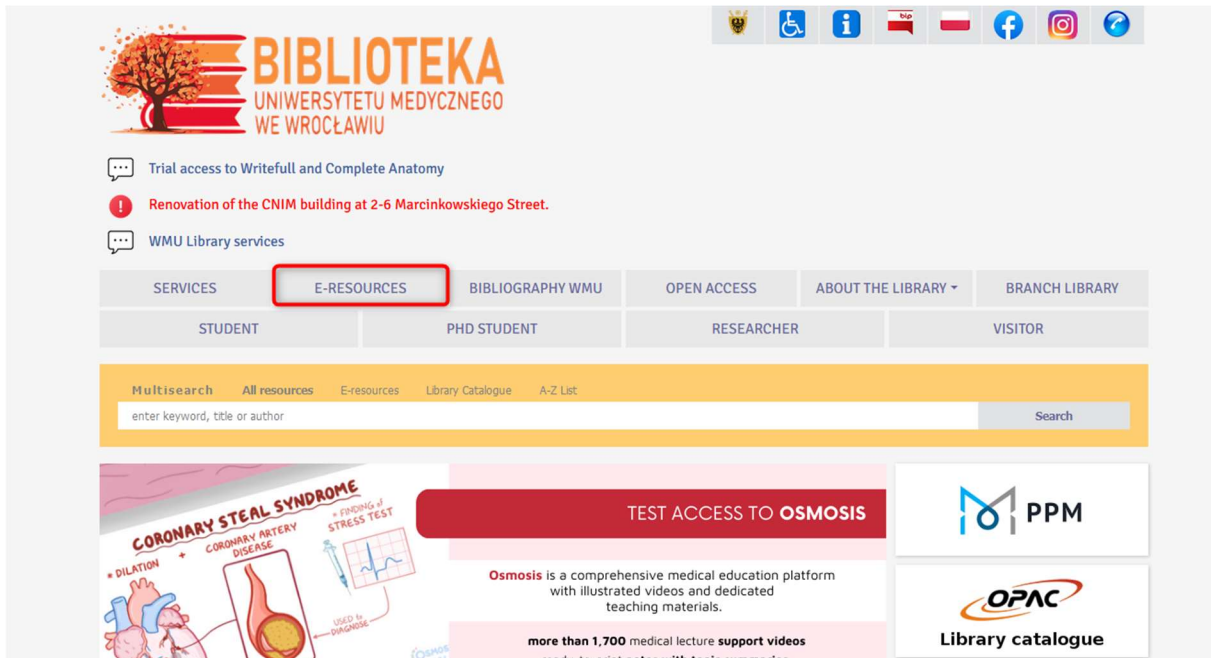 bip
BIBLIOTEKA
UNIWERSYTETU MEDYCZNEGO
WE WROCŁAWIU
Trial access to Writefull and Complete Anatomy
Renovation of the CNIM building at 2-6 Marcinkowskiego Street.
WMU Library services
SERVICES E-RESOURCES BIBLIOGRAPHY WMU OPEN ACCESS ABOUT THE LIBRARY BRANCH LIBRARY
STUDENT PHD STUDENT RESEARCHER VISITOR
Multisearch All resources E-resources Library Catalogue A-Z List
enter keyword, title or author Search
CORONARY STEAL SYNDROME
* DILATION + CORONARY ARTERY DISEASE
* FINDING of STRESS TEST
USED to DIAGNOSE
TEST ACCESS TO OSMOSIS
Osmosis is a comprehensive medical education platform
with illustrated videos and dedicated
teaching materials.
more than 1,700 medical lecture support videos
PPM
OPAC
Library catalogue